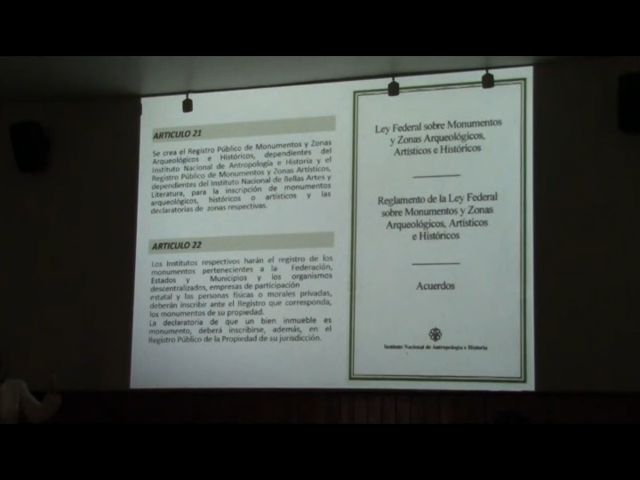 ARTICULO 21
Se crea el Registro Público de Monumentos y Zonas
Arqueológicos e Históricos, dependientes del
Instituto Nacional de Antropología e Historia y el
Registro Público de Monumentos y Zonas Artísticos,
dependientes del Instituto Nacional de Bellas Artes y
Literatura, para la inscripción de monumentos
arqueológicos, históricos o artísticos y las
declaratorias de zonas respectivas.
ARTICULO 22
Los Institutos respectivos harán el registro de los
monumentos pertenecientes a la Federación,
Estados y Municipios y los organismos
descentralizados, empresas de participación
estatal y las personas físicas o morales privadas,
deberán inscribir ante el Registro que corresponda,
los monumentos de su propiedad.
La declaratoria de que un bien inmueble es
monumento, deberá inscribirse, además, en el
Registro Público de la Propiedad de su jurisdicción.
Ley Federal sobre Monumentos
y Zonas Arqueológicos,
Artísticos e Históricos
Reglamento de la Ley Federal
sobre Monumentos y Zonas
Arqueológicos, Artísticos
e Históricos
Acuerdos
Instituto Nacional de Antropología e Historia